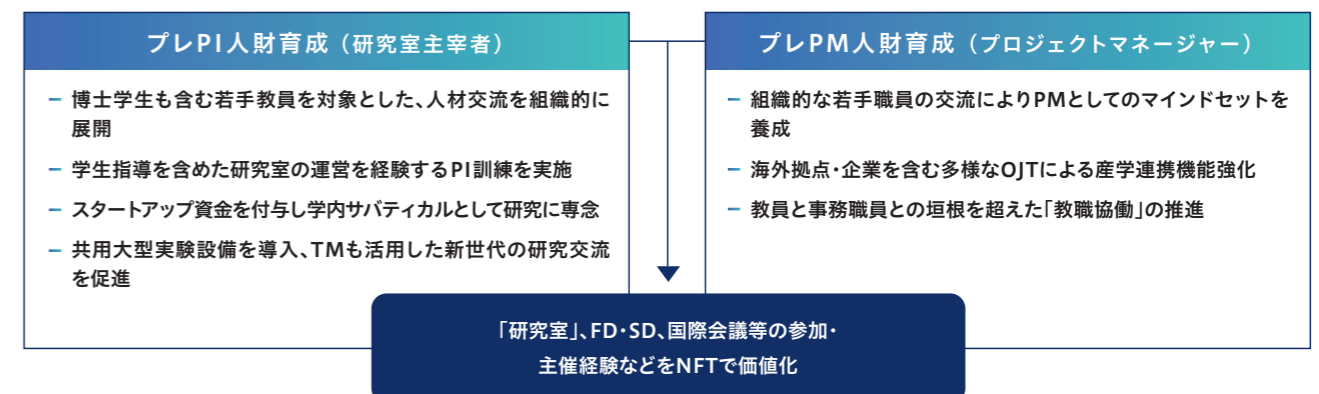 プレPI人財育成（研究室主宰者）
– 博士学生も含む若手教員を対象とした、人材交流を組織的に
展開
– 学生指導を含めた研究室の運営を経験するPI訓練を実施
– スタートアップ資金を付与し学内サバティカルとして研究に専念
– 共用大型実験設備を導入、TMも活用した新世代の研究交流
を促進
プレPM人財育成（プロジェクトマネージャー）
– 組織的な若手職員の交流によりPMとしてのマインドセットを
養成
– 海外拠点・企業を含む多様なOJTによる産学連携機能強化
– 教員と事務職員との垣根を超えた「教職協働」の推進
「研究室」、FD・SD、国際会議等の参加・
主催経験などをNFTで価値化